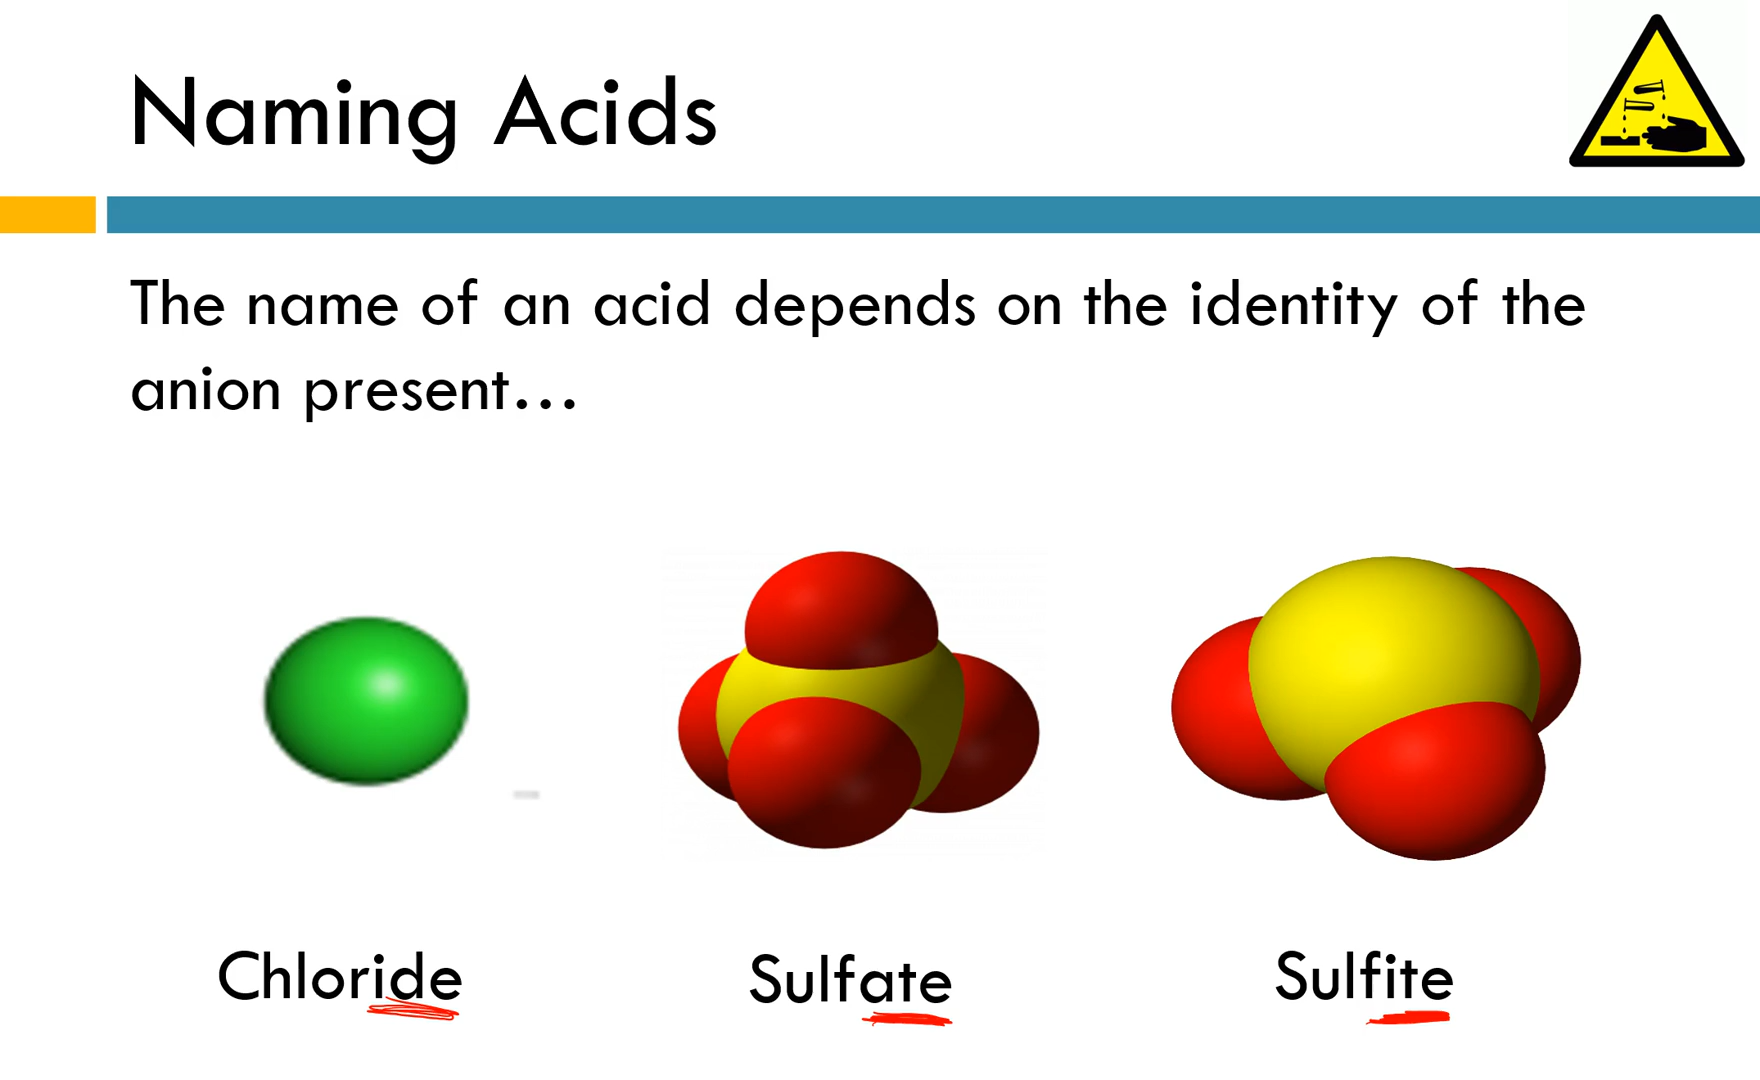 Naming Acids
The name of an acid depends on the identity of the
anion present...
Chloride
Sulfate
Sulfite